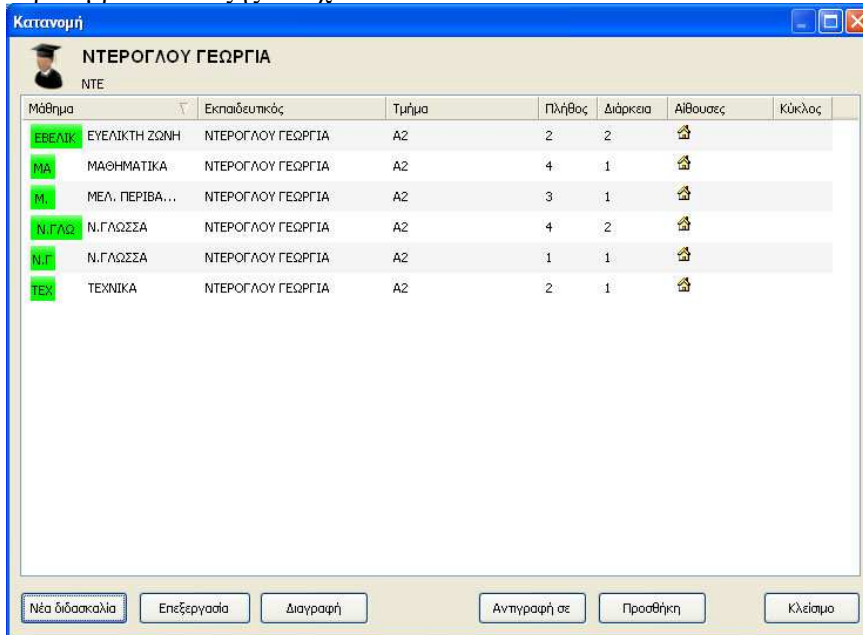 Κατανομή
ΝΤΕΡΟΓΛΟΥ ΓΕΩΡΓΙΑ
ΝΤΕ
Μάθημα Εκπαιδευτικός Τμήμα Πλήθος Διάρκεια Αίθουσες Κύκλος
ΕΒΕΛΙΚ ΕΥΕΛΙΚΤΗ ΖΩΝΗ ΝΤΕΡΟΓΛΟΥ ΓΕΩΡΓΙΑ Α2 2 2
ΜΑ ΜΑΘΗΜΑΤΙΚΑ ΝΤΕΡΟΓΛΟΥ ΓΕΩΡΓΙΑ Α2 4 1
Μ. ΜΕΛ. ΠΕΡΙΒΑ... ΝΤΕΡΟΓΛΟΥ ΓΕΩΡΓΙΑ Α2 3 1
Ν.ΓΛΩ Ν.ΓΛΩΣΣΑ ΝΤΕΡΟΓΛΟΥ ΓΕΩΡΓΙΑ Α2 4 2
Ν.Γ Ν.ΓΛΩΣΣΑ ΝΤΕΡΟΓΛΟΥ ΓΕΩΡΓΙΑ Α2 1 1
ΤΕΧ ΤΕΧΝΙΚΑ ΝΤΕΡΟΓΛΟΥ ΓΕΩΡΓΙΑ Α2 2 1
Νέα διδασκαλία Επεξεργασία Διαγραφή Αντιγραφή σε Προσθήκη Κλείσιμο